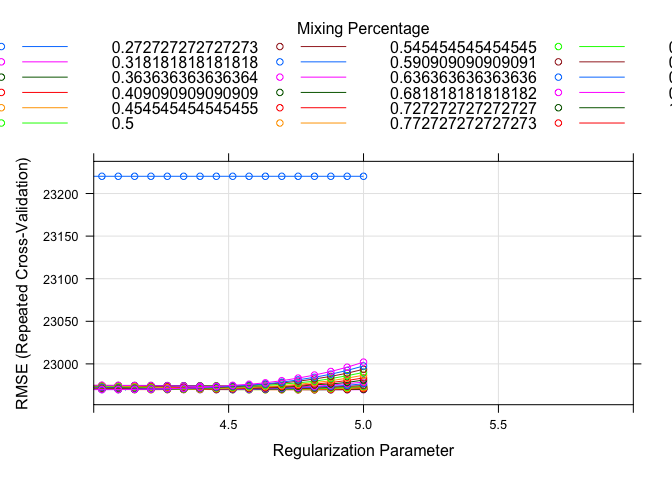 Mixing Percentage
0.272727272727273 0.545454545454545
0.318181818181818 0.590909090909091
0.363636363636364 0.636363636363636
0.409090909090909 0.681818181818182
0.454545454545455 0.727272727272727
0.5 0.772727272727273
RMSE (Repeated Cross-Validation)
23200
23150
23100
23050
23000
4.5 5.0 5.5
Regularization Parameter